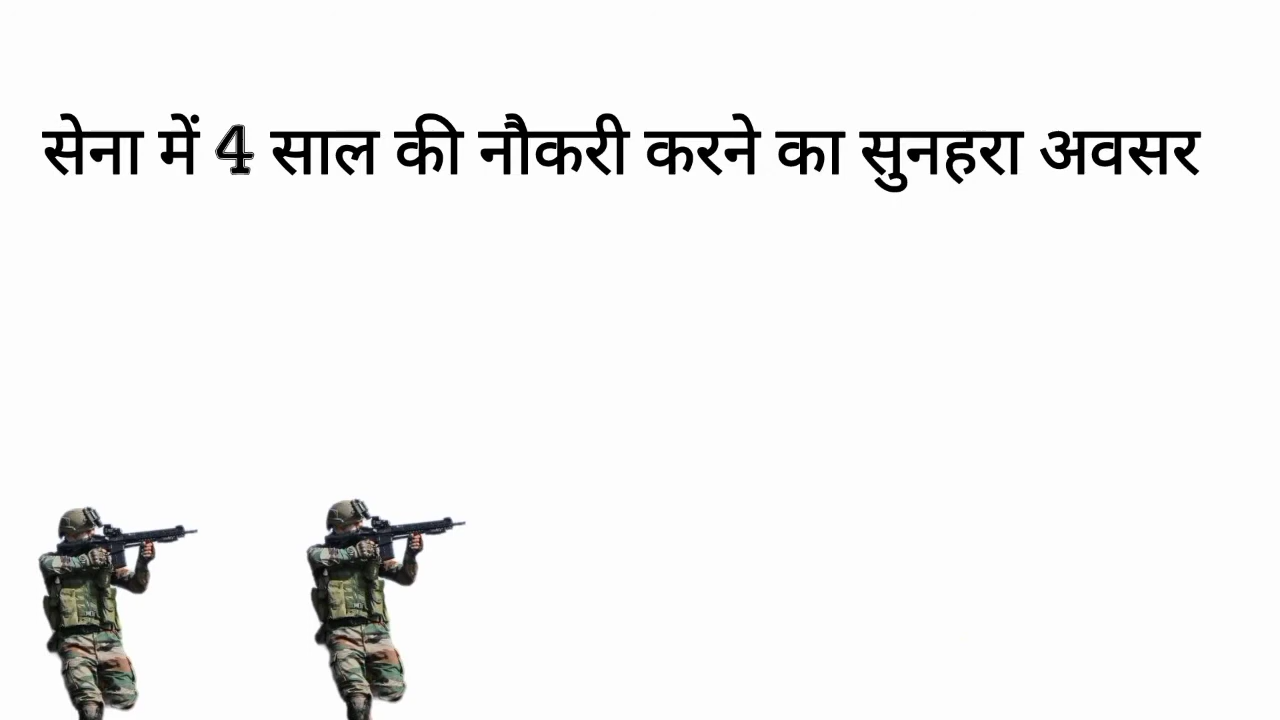 सेना में 4 साल की नौकरी करने का सुनहरा अवसर